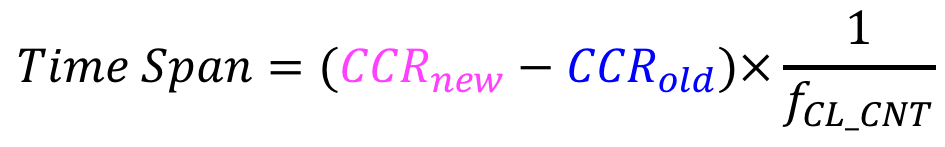 Time Span = (CCR_new − CCR_old) × 1 / f_CL_CNT